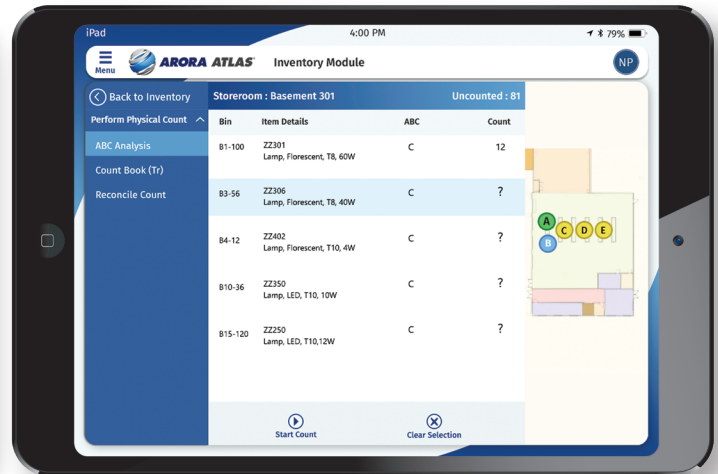 iPad
4:00 PM
79%
Menu
ARORA ATLAS
Inventory Module
NP
Back to Inventory
Storeroom : Basement 301
Uncounted : 81
Perform Physical Count
Bin
Item Details
ABC
Count
ABC Analysis
Count Book (Tr)
Reconcile Count
B1-100
ZZ301
Lamp, Florescent, T8, 60W
C
12
B3-56
ZZ306
Lamp, Florescent, T8, 40W
C
?
B4-12
ZZ402
Lamp, Florescent, T10, 4W
C
?
B10-36
ZZ350
Lamp, LED, T10, 10W
C
?
B15-120
ZZ250
Lamp, LED, T10,12W
C
?
A
B
C
D
E
Start Count
Clear Selection